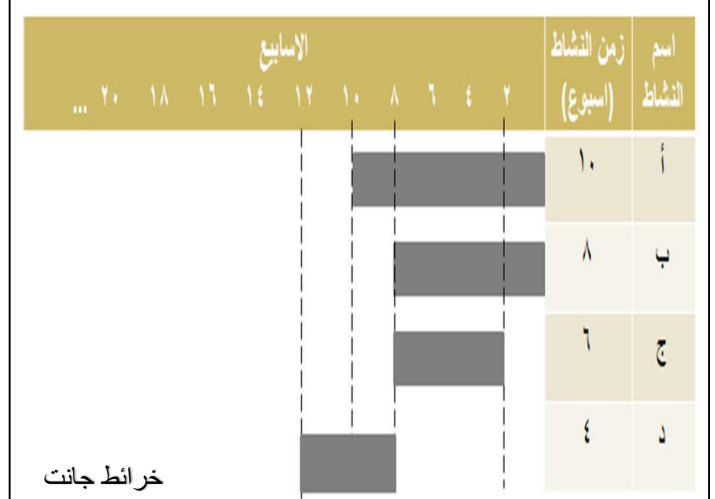 اسم النشاط
زمن النشاط (اسبوع)
الاسابيع
٢ ٤ ٦ ٨ ١٠ ١٢ ١٤ ١٦ ١٨ ٢٠ ...
أ ١٠
ب ٨
ج ٦
د ٤
خرائط جانت